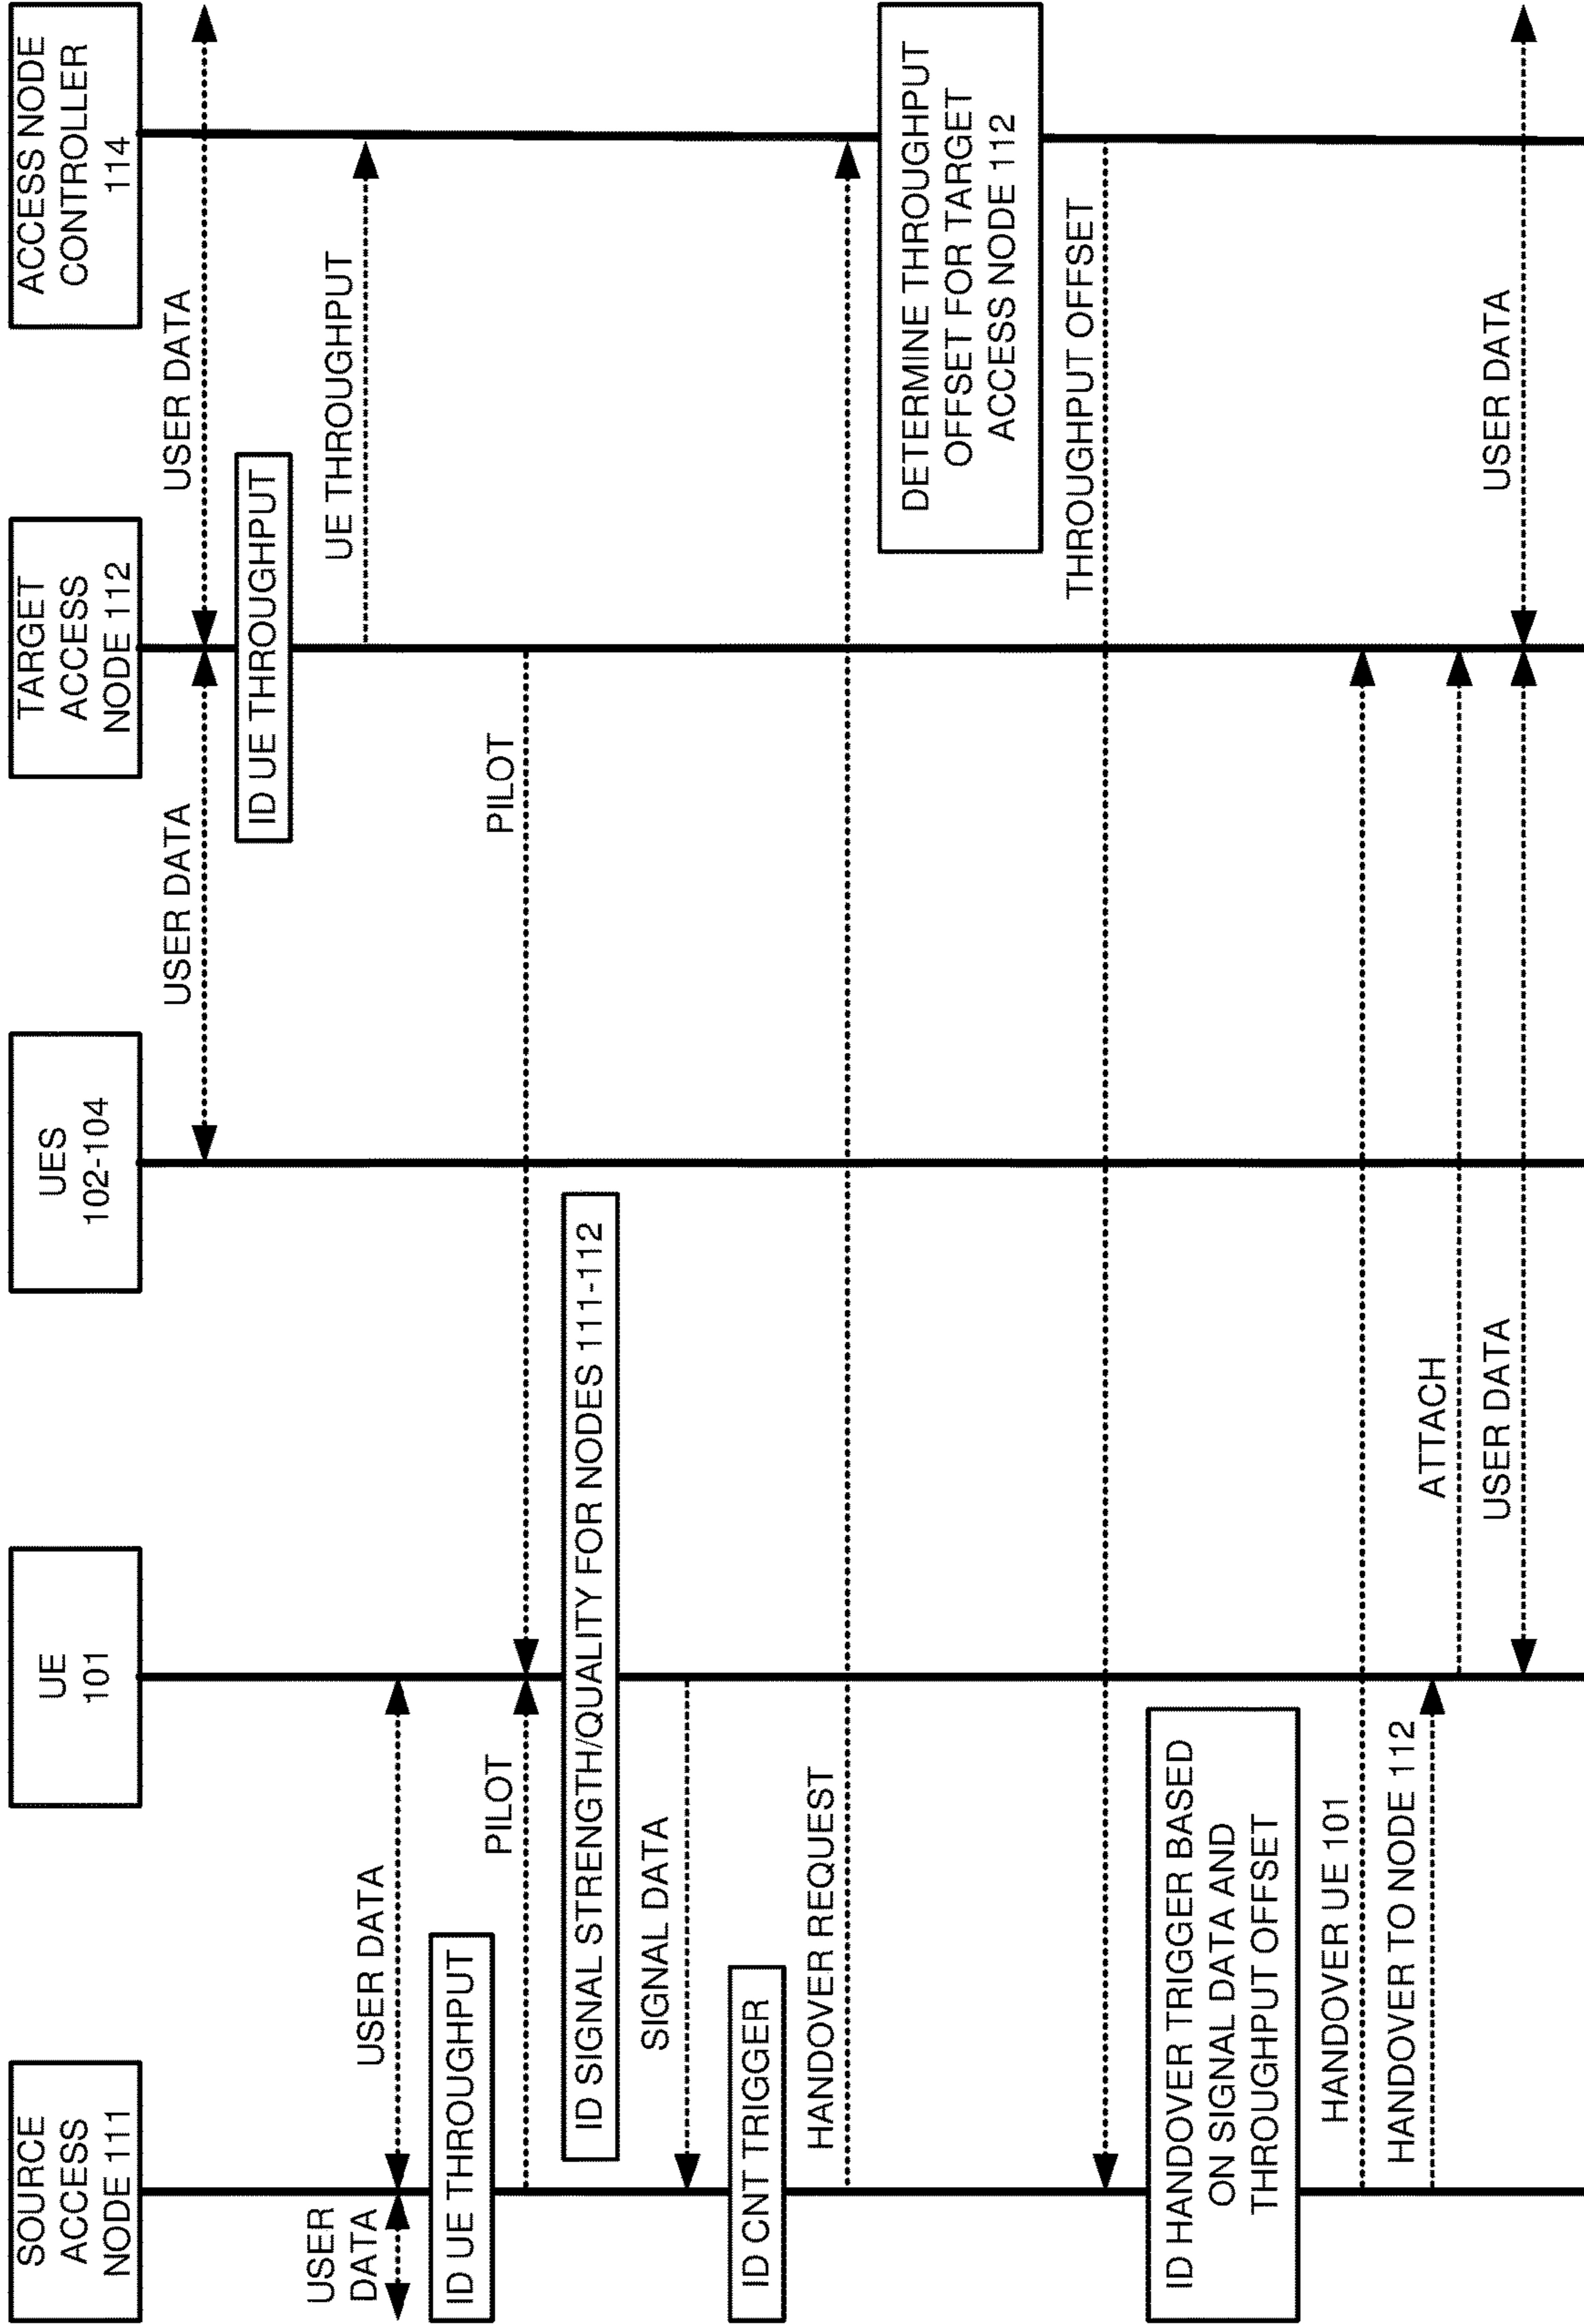 SOURCE
ACCESS
NODE 111
UE
101
UES
102-104
TARGET
ACCESS
NODE 112
ACCESS NODE
CONTROLLER
114
USER DATA
USER DATA
ID UE THROUGHPUT
UE THROUGHPUT
USER
DATA
USER DATA
ID UE THROUGHPUT
PILOT
PILOT
ID SIGNAL STRENGTH/QUALITY FOR NODES 111-112
SIGNAL DATA
ID CNT TRIGGER
HANDOVER REQUEST
DETERMINE THROUGHPUT
OFFSET FOR TARGET
ACCESS NODE 112
THROUGHPUT OFFSET
ID HANDOVER TRIGGER BASED
ON SIGNAL DATA AND
THROUGHPUT OFFSET
HANDOVER UE 101
HANDOVER TO NODE 112
ATTACH
USER DATA
USER DATA